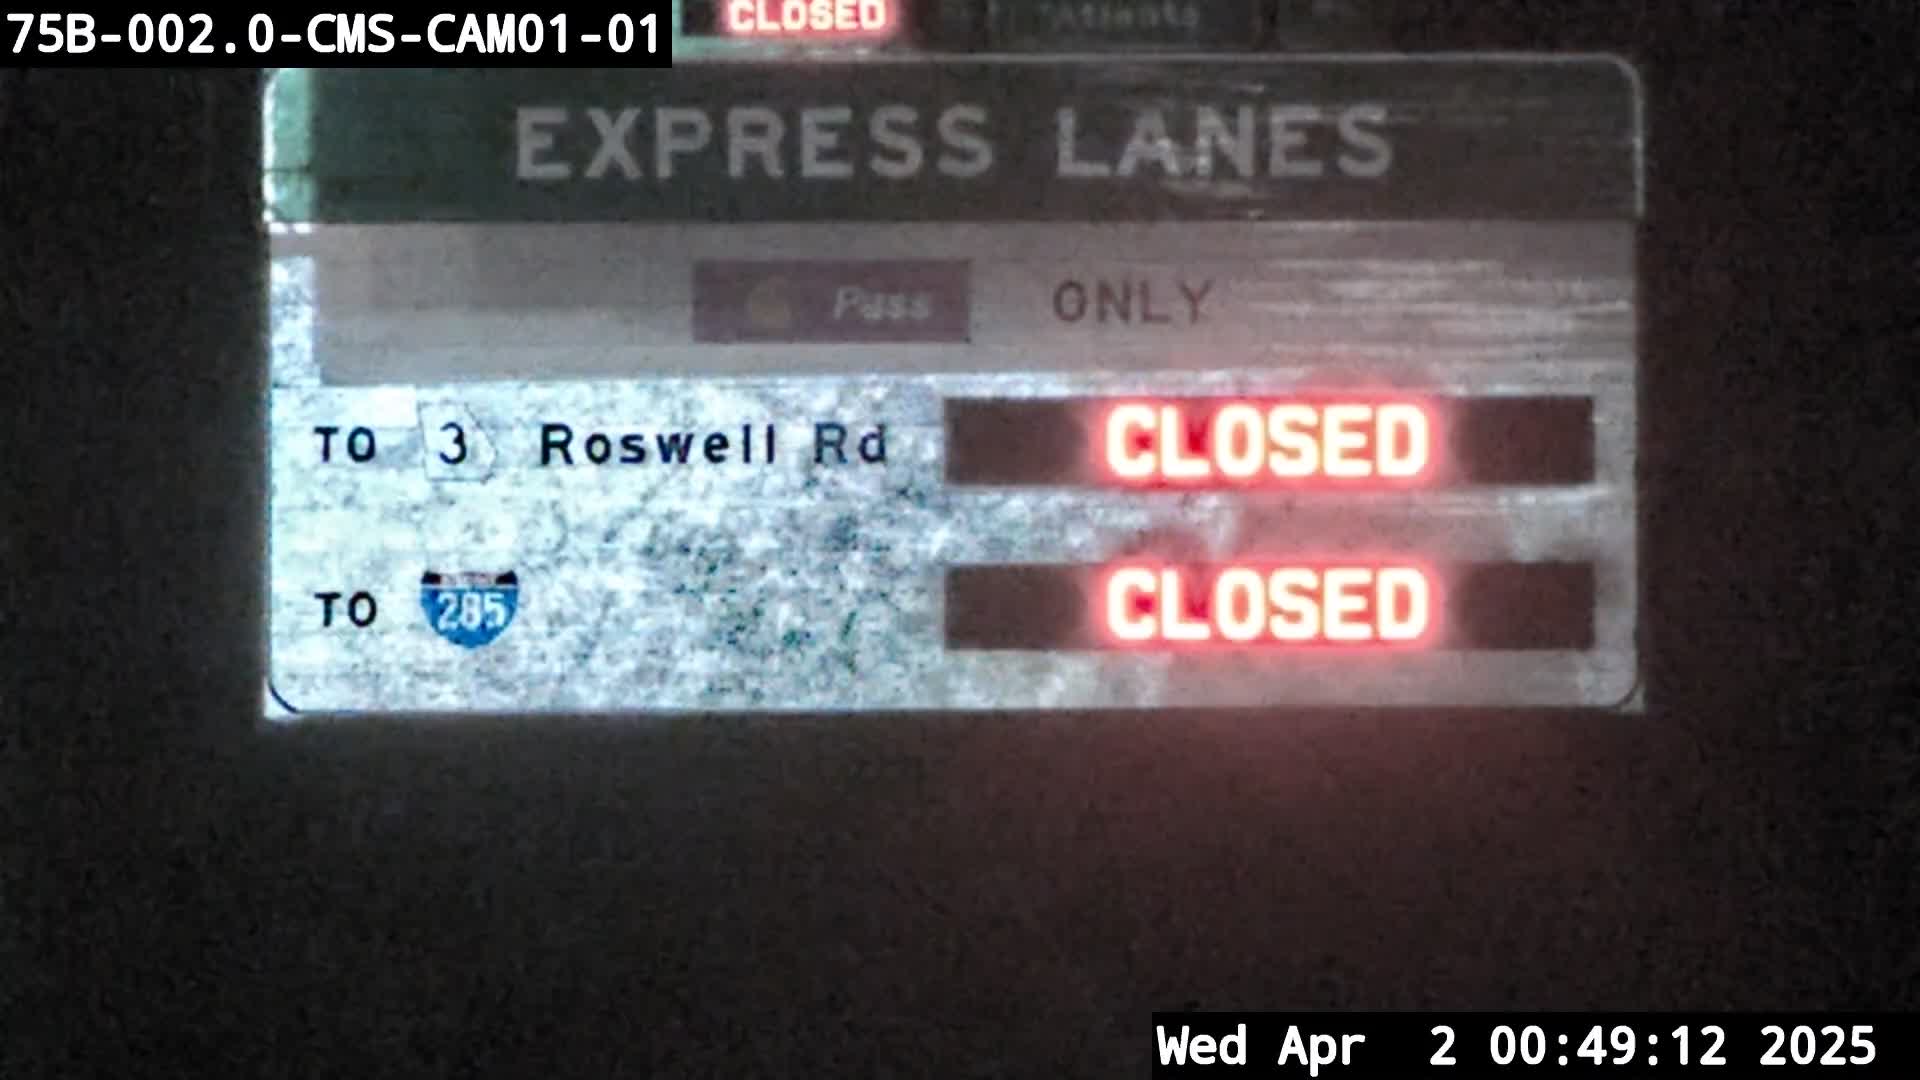 75B-002.0-CMS-CAM01-01
CLOSED
EXPRESS LANES
Pass ONLY
TO 3 Roswell Rd CLOSED
TO 285 CLOSED
Wed Apr 2 00:49:12 2025